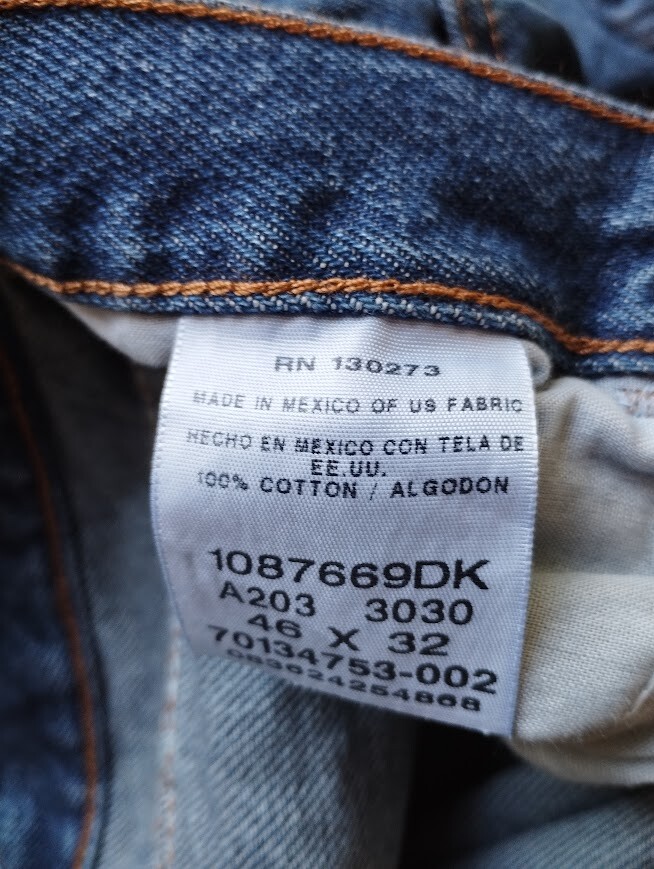 RN 130273
MADE IN MEXICO OF US FABRIC
HECHO EN MEXICO CON TELA DE
EE.UU.
100% COTTON / ALGODON
1087669DK
A203 3030
46 X 32
70134753-002
083624254868